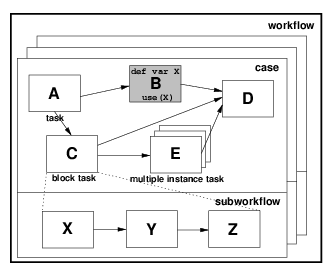 workflow
case
def var X
B
use(X)
A
D
task
C
E
block task
multiple instance task
subworkflow
X
Y
Z